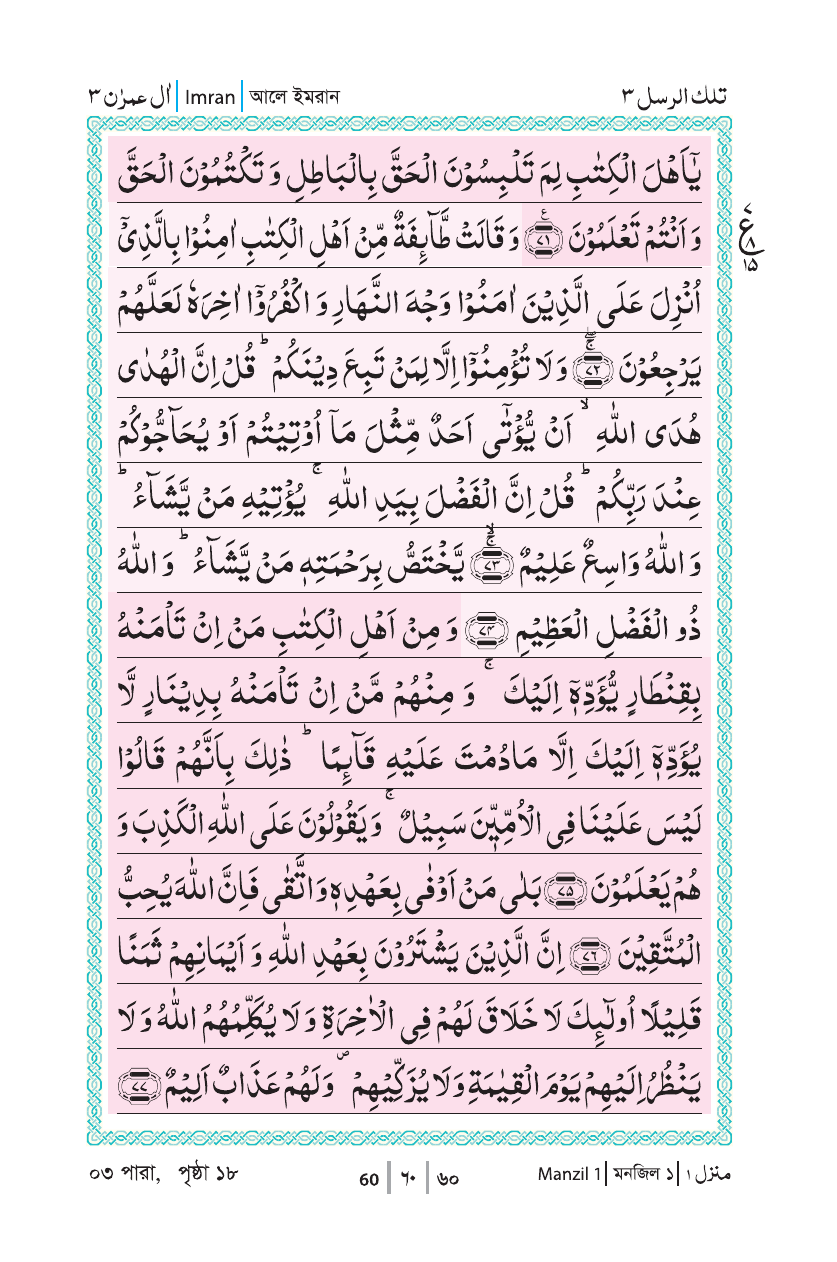 اٰل عمرٰن ٣ Imran আলে ইমরান تلك الرسل ٣
يٰۤاَهْلَ الْكِتٰبِ لِمَ تَلْبِسُوْنَ الْحَقَّ بِالْبَاطِلِ وَ تَكْتُمُوْنَ الْحَقَّ
وَ اَنْتُمْ تَعْلَمُوْنَ ۧ ﴿٧١﴾ وَ قَالَتْ طَّآىِٕفَةٌ مِّنْ اَهْلِ الْكِتٰبِ اٰمِنُوْا بِالَّذِيْۤ
ع ٧ ٨ ١٥
اُنْزِلَ عَلَى الَّذِيْنَ اٰمَنُوْا وَجْهَ النَّهَارِ وَ اكْفُرُوْۤا اٰخِرَهٗ لَعَلَّهُمْ
يَرْجِعُوْنَ ۚۖ ﴿٧٢﴾ وَ لَا تُؤْمِنُوْۤا اِلَّا لِمَنْ تَبِعَ دِيْنَكُمْ ؕ قُلْ اِنَّ الْهُدٰى
هُدَى اللّٰهِ ۙ اَنْ يُّؤْتٰۤى اَحَدٌ مِّثْلَ مَاۤ اُوْتِيْتُمْ اَوْ يُحَآجُّوْكُمْ
عِنْدَ رَبِّكُمْ ؕ قُلْ اِنَّ الْفَضْلَ بِيَدِ اللّٰهِ ۚ يُؤْتِيْهِ مَنْ يَّشَآءُ ؕ
وَ اللّٰهُ وَاسِعٌ عَلِيْمٌ ۚۙ ﴿٧٣﴾ يَّخْتَصُّ بِرَحْمَتِهٖ مَنْ يَّشَآءُ ؕ وَ اللّٰهُ
ذُو الْفَضْلِ الْعَظِيْمِ ﴿٧٤﴾ وَ مِنْ اَهْلِ الْكِتٰبِ مَنْ اِنْ تَاْمَنْهُ
بِقِنْطَارٍ يُّؤَدِّهٖۤ اِلَيْكَ ۚ وَ مِنْهُمْ مَّنْ اِنْ تَاْمَنْهُ بِدِيْنَارٍ لَّا
يُؤَدِّهٖۤ اِلَيْكَ اِلَّا مَادُمْتَ عَلَيْهِ قَآىِٕمًا ؕ ذٰلِكَ بِاَنَّهُمْ قَالُوْا
لَيْسَ عَلَيْنَا فِى الْاُمِّيّٖنَ سَبِيْلٌ ۚ وَ يَقُوْلُوْنَ عَلَى اللّٰهِ الْكَذِبَ وَ
هُمْ يَعْلَمُوْنَ ﴿٧٥﴾ بَلٰى مَنْ اَوْفٰى بِعَهْدِهٖ وَ اتَّقٰى فَاِنَّ اللّٰهَ يُحِبُّ
الْمُتَّقِيْنَ ﴿٧٦﴾ اِنَّ الَّذِيْنَ يَشْتَرُوْنَ بِعَهْدِ اللّٰهِ وَ اَيْمَانِهِمْ ثَمَنًا
قَلِيْلًا اُولٰٓىِٕكَ لَا خَلَاقَ لَهُمْ فِى الْاٰخِرَةِ وَ لَا يُكَلِّمُهُمُ اللّٰهُ وَ لَا
يَنْظُرُ اِلَيْهِمْ يَوْمَ الْقِيٰمَةِ وَ لَا يُزَكِّيْهِمْ ۪ وَ لَهُمْ عَذَابٌ اَلِيْمٌ ﴿٧٧﴾
০৩ পারা, পৃষ্ঠা ১৮ 60 ٦٠ ৬০ Manzil 1 মনজিল ১ منزل ١